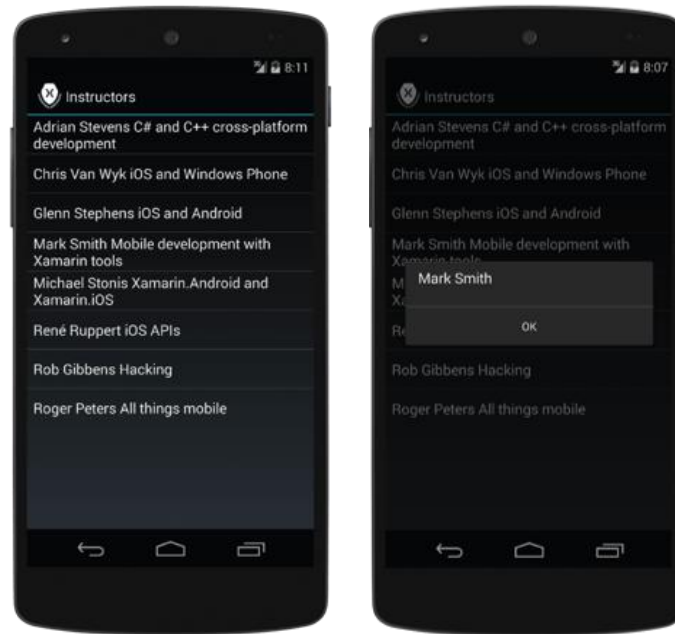 8:11
Instructors
Adrian Stevens C# and C++ cross-platform
development
Chris Van Wyk iOS and Windows Phone
Glenn Stephens iOS and Android
Mark Smith Mobile development with
Xamarin tools
Michael Stonis Xamarin.Android and
Xamarin.iOS
René Ruppert iOS APIs
Rob Gibbens Hacking
Roger Peters All things mobile
8:07
Instructors
Adrian Stevens C# and C++ cross-platform
development
Chris Van Wyk iOS and Windows Phone
Glenn Stephens iOS and Android
Mark Smith Mobile development with
Xamarin tools
Mark Smith
OK
Rob Gibbens Hacking
Roger Peters All things mobile